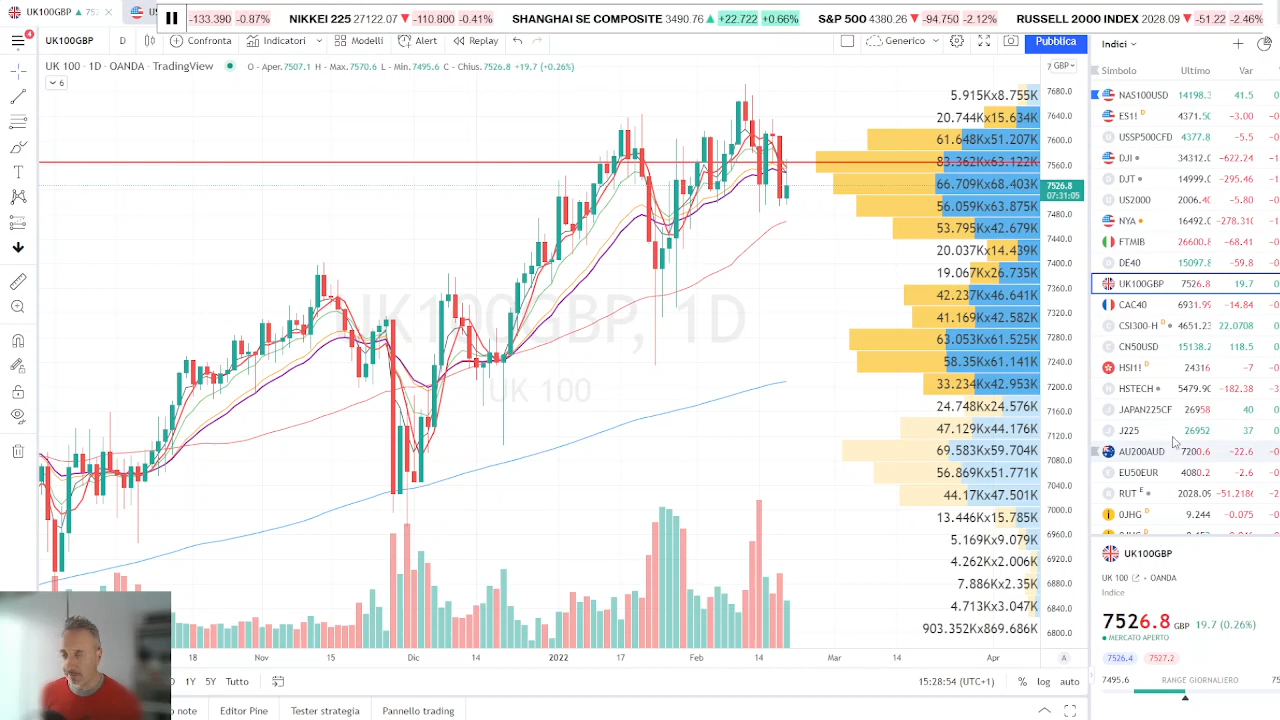 UK100GBP ▲ 752
US
-133.390 -0.87%
NIKKEI 225 27122.07 ▼ -110.800 -0.41%
SHANGHAI SE COMPOSITE 3490.76 ▲ +22.722 +0.66%
S&P 500 4380.26 ▼ -94.750 -2.12%
RUSSELL 2000 INDEX 2028.09 ▼ -51.22 -2.46%
4
UK100GBP D Confronta Indicatori Modelli Alert Replay Generico Pubblica
UK 100 · 1D · OANDA · TradingView
O - Aper.7507.1 H - Max.7570.6 L - Min.7495.6 C - Chius.7526.8 +19.7 (+0.26%)
6
UK100GBP, 1D
UK 100
5.915Kx8.755K
20.744Kx15.634K
61.648Kx51.207K
83.362Kx63.122K
66.709Kx68.403K
56.059Kx63.875K
53.795Kx42.679K
20.037Kx14.439K
19.067Kx26.735K
42.237Kx46.641K
41.169Kx42.582K
63.053Kx61.525K
58.35Kx61.141K
33.234Kx42.953K
24.748Kx24.576K
47.129Kx44.176K
69.583Kx59.704K
56.869Kx51.771K
44.17Kx47.501K
13.446Kx15.785K
5.169Kx9.079K
4.262Kx2.006K
7.886Kx2.35K
4.713Kx3.047K
903.352Kx869.686K
GBP
7680.0
7640.0
7600.0
7560.0
7526.8
07:31:05
7480.0
7440.0
7400.0
7360.0
7320.0
7280.0
7240.0
7200.0
7160.0
7120.0
7080.0
7040.0
7000.0
6960.0
6920.0
6880.0
6840.0
6800.0
18 Nov 15 Dic 14 2022 17 Feb 14 Mar 14 Apr
A
1Y 5Y Tutto
15:28:54 (UTC+1) % log auto
Editor Pine Tester strategia Pannello trading
Indici
Simbolo Ultimo Var
NAS100USD 14198.3 41.5
ES1! D 4371.50 -3.00
USSP500CFD 4377.8 -5.5
DJI 34312.0 -622.24
DJT 14999.0 -295.46
US2000 2006.40 -5.80
NYA 16492.0 -278.310
FTMIB 26600.8 -68.41
DE40 15097.8 -59.8
UK100GBP 7526.8 19.7
CAC40 6931.99 -14.84
CSI300-H D 4651.23 22.0708
CN50USD 15138.2 118.5
HSI1! D 24316 -7
HSTECH 5479.90 -182.38
JAPAN225CF 26958 40
J225 26952 37
AU200AUD 7200.6 -22.6
EU50EUR 4080.2 -2.6
RUT E 2028.09 -51.2186
0JHG D 9.244 -0.075
UK100GBP
UK 100 · OANDA
Indice
7526.8 GBP 19.7 (0.26%)
MERCATO APERTO
7526.4 7527.2
7495.6 RANGE GIORNALIERO